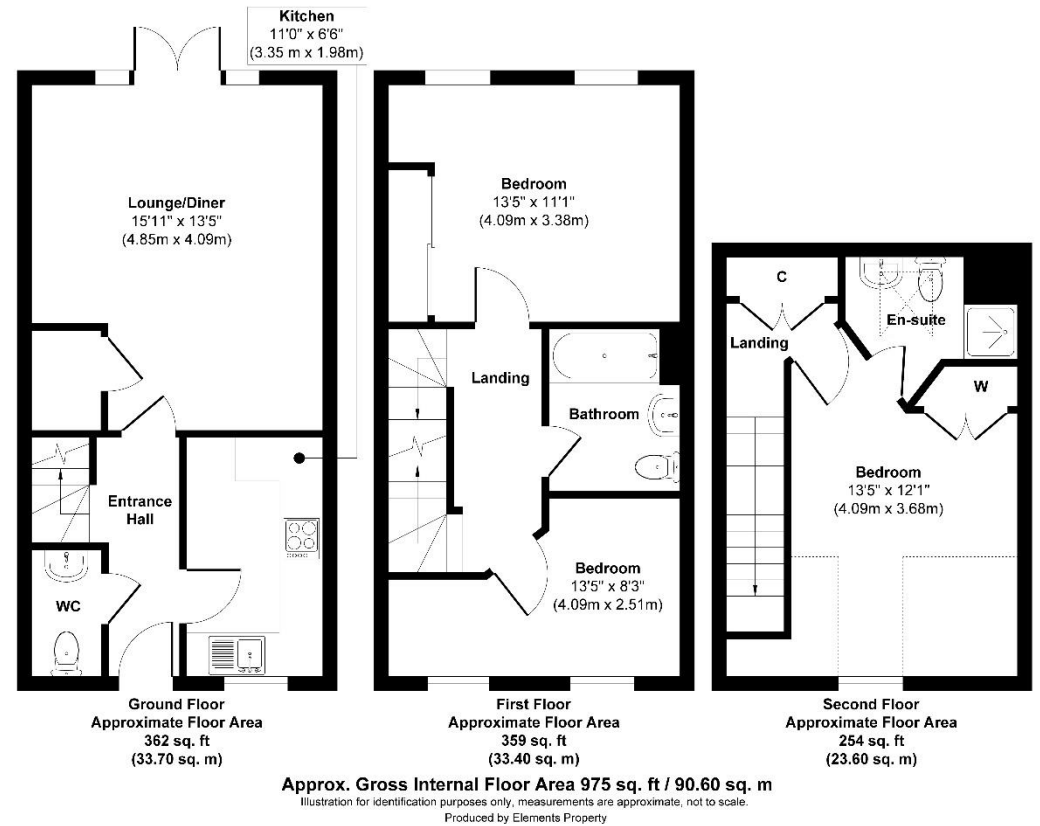 Kitchen
11'0" x 6'6"
(3.35 m x 1.98m)
Lounge/Diner
15'11" x 13'5"
(4.85m x 4.09m)
Entrance
Hall
WC
Ground Floor
Approximate Floor Area
362 sq. ft
(33.70 sq. m)
Bedroom
13'5" x 11'1"
(4.09m x 3.38m)
Landing
Bathroom
Bedroom
13'5" x 8'3"
(4.09m x 2.51m)
First Floor
Approximate Floor Area
359 sq. ft
(33.40 sq. m)
C
En-suite
Landing
W
Bedroom
13'5" x 12'1"
(4.09m x 3.68m)
Second Floor
Approximate Floor Area
254 sq. ft
(23.60 sq. m)
Approx. Gross Internal Floor Area 975 sq. ft / 90.60 sq. m
Illustration for identification purposes only, measurements are approximate, not to scale.
Produced by Elements Property